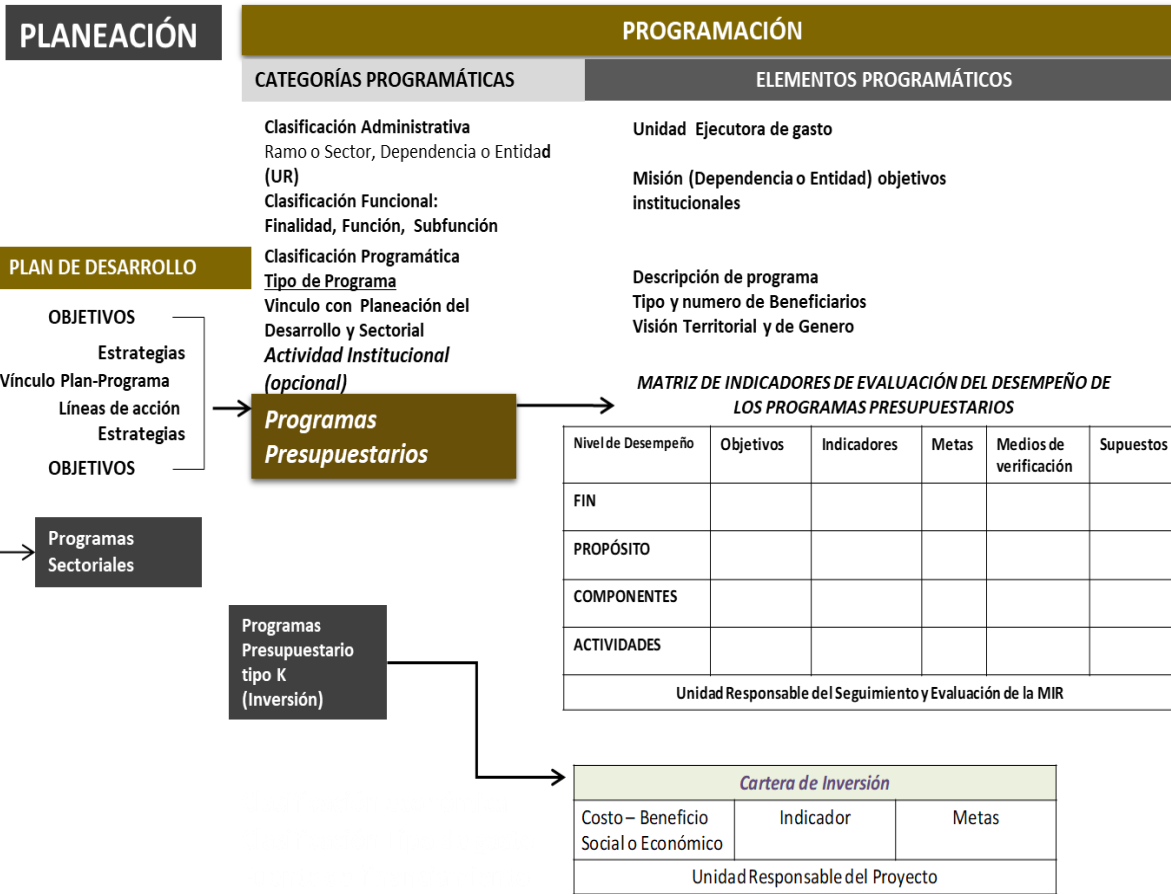 PLANEACIÓN
PROGRAMACIÓN
CATEGORÍAS PROGRAMÁTICAS
ELEMENTOS PROGRAMÁTICOS
Clasificación Administrativa
Ramo o Sector, Dependencia o Entidad
(UR)
Clasificación Funcional:
Finalidad, Función, Subfunción
Clasificación Programática
Tipo de Programa
Vinculo con Planeación del
Desarrollo y Sectorial
Actividad Institucional
(opcional)
Programas
Presupuestarios
Unidad Ejecutora de gasto
Misión (Dependencia o Entidad) objetivos
institucionales
Descripción de programa
Tipo y numero de Beneficiarios
Visión Territorial y de Genero
PLAN DE DESARROLLO
OBJETIVOS
Estrategias
Vínculo Plan-Programa
Líneas de acción
Estrategias
OBJETIVOS
Programas
Sectoriales
MATRIZ DE INDICADORES DE EVALUACIÓN DEL DESEMPEÑO DE
LOS PROGRAMAS PRESUPUESTARIOS
Nivel de Desempeño Objetivos Indicadores Metas Medios de Supuestos
verificación
FIN
PROPÓSITO
COMPONENTES
ACTIVIDADES
Unidad Responsable del Seguimiento y Evaluación de la MIR
Programas
Presupuestario
tipo K
(Inversión)
Cartera de Inversión
Costo – Beneficio Indicador Metas
Social o Económico
Unidad Responsable del Proyecto